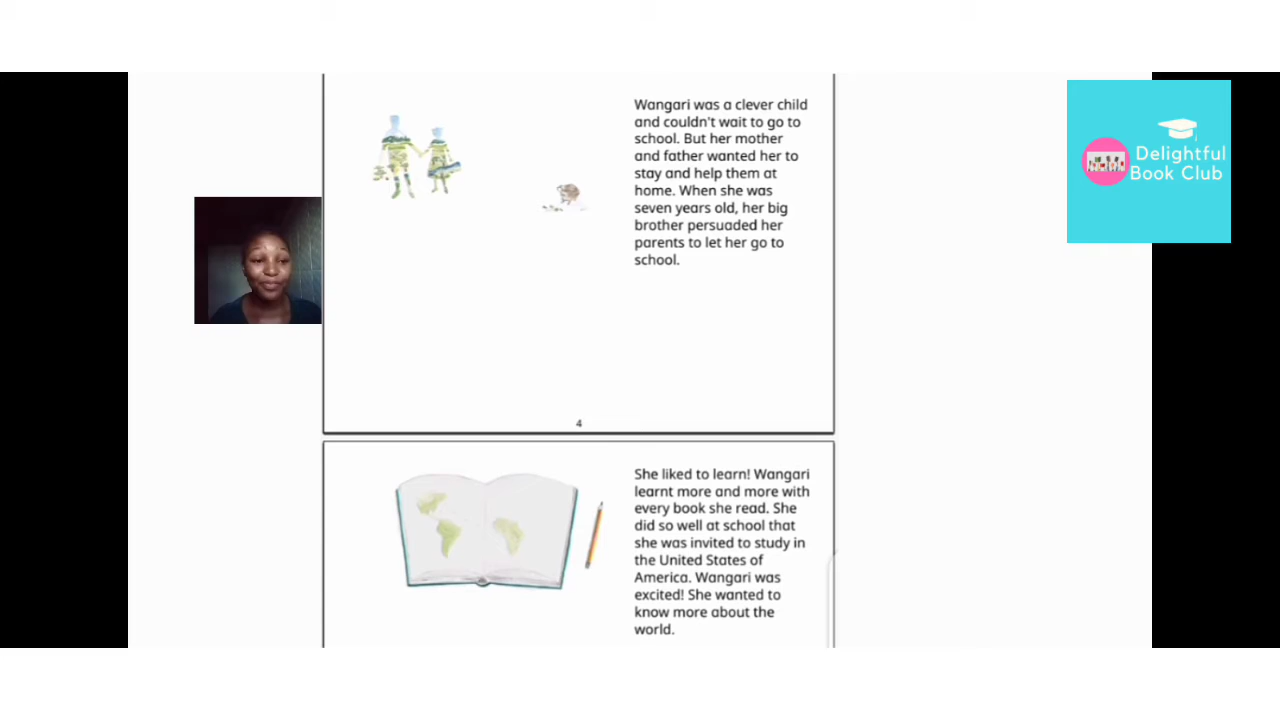 Wangari was a clever child
and couldn't wait to go to
school. But her mother
and father wanted her to
stay and help them at
home. When she was
seven years old, her big
brother persuaded her
parents to let her go to
school.
4
She liked to learn! Wangari
learnt more and more with
every book she read. She
did so well at school that
she was invited to study in
the United States of
America. Wangari was
excited! She wanted to
know more about the
world.
Delightful
Book Club